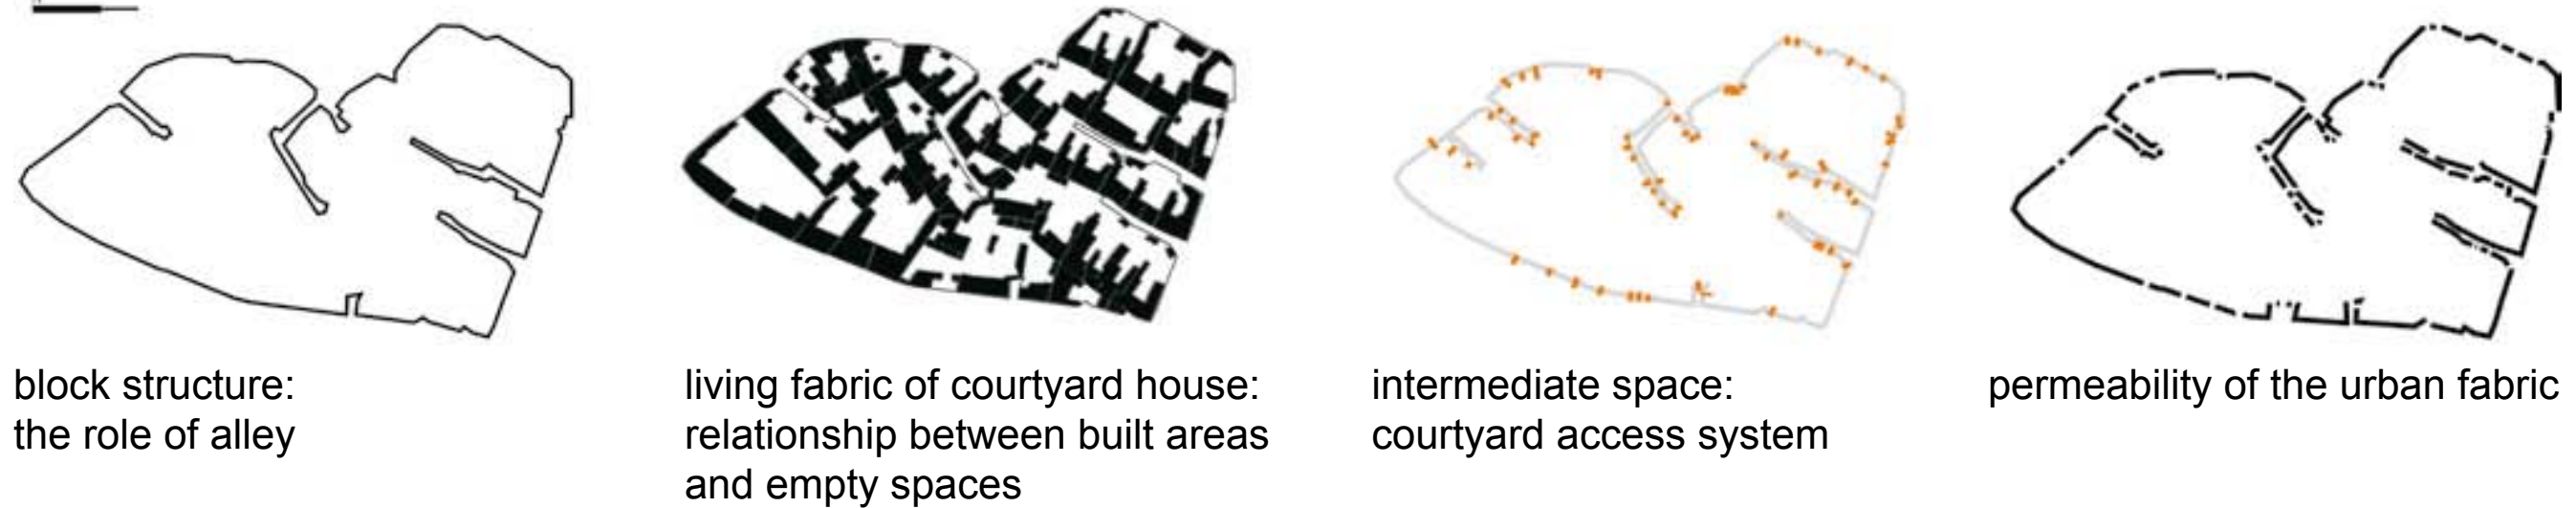 block structure:
the role of alley
living fabric of courtyard house:
relationship between built areas
and empty spaces
intermediate space:
courtyard access system
permeability of the urban fabric